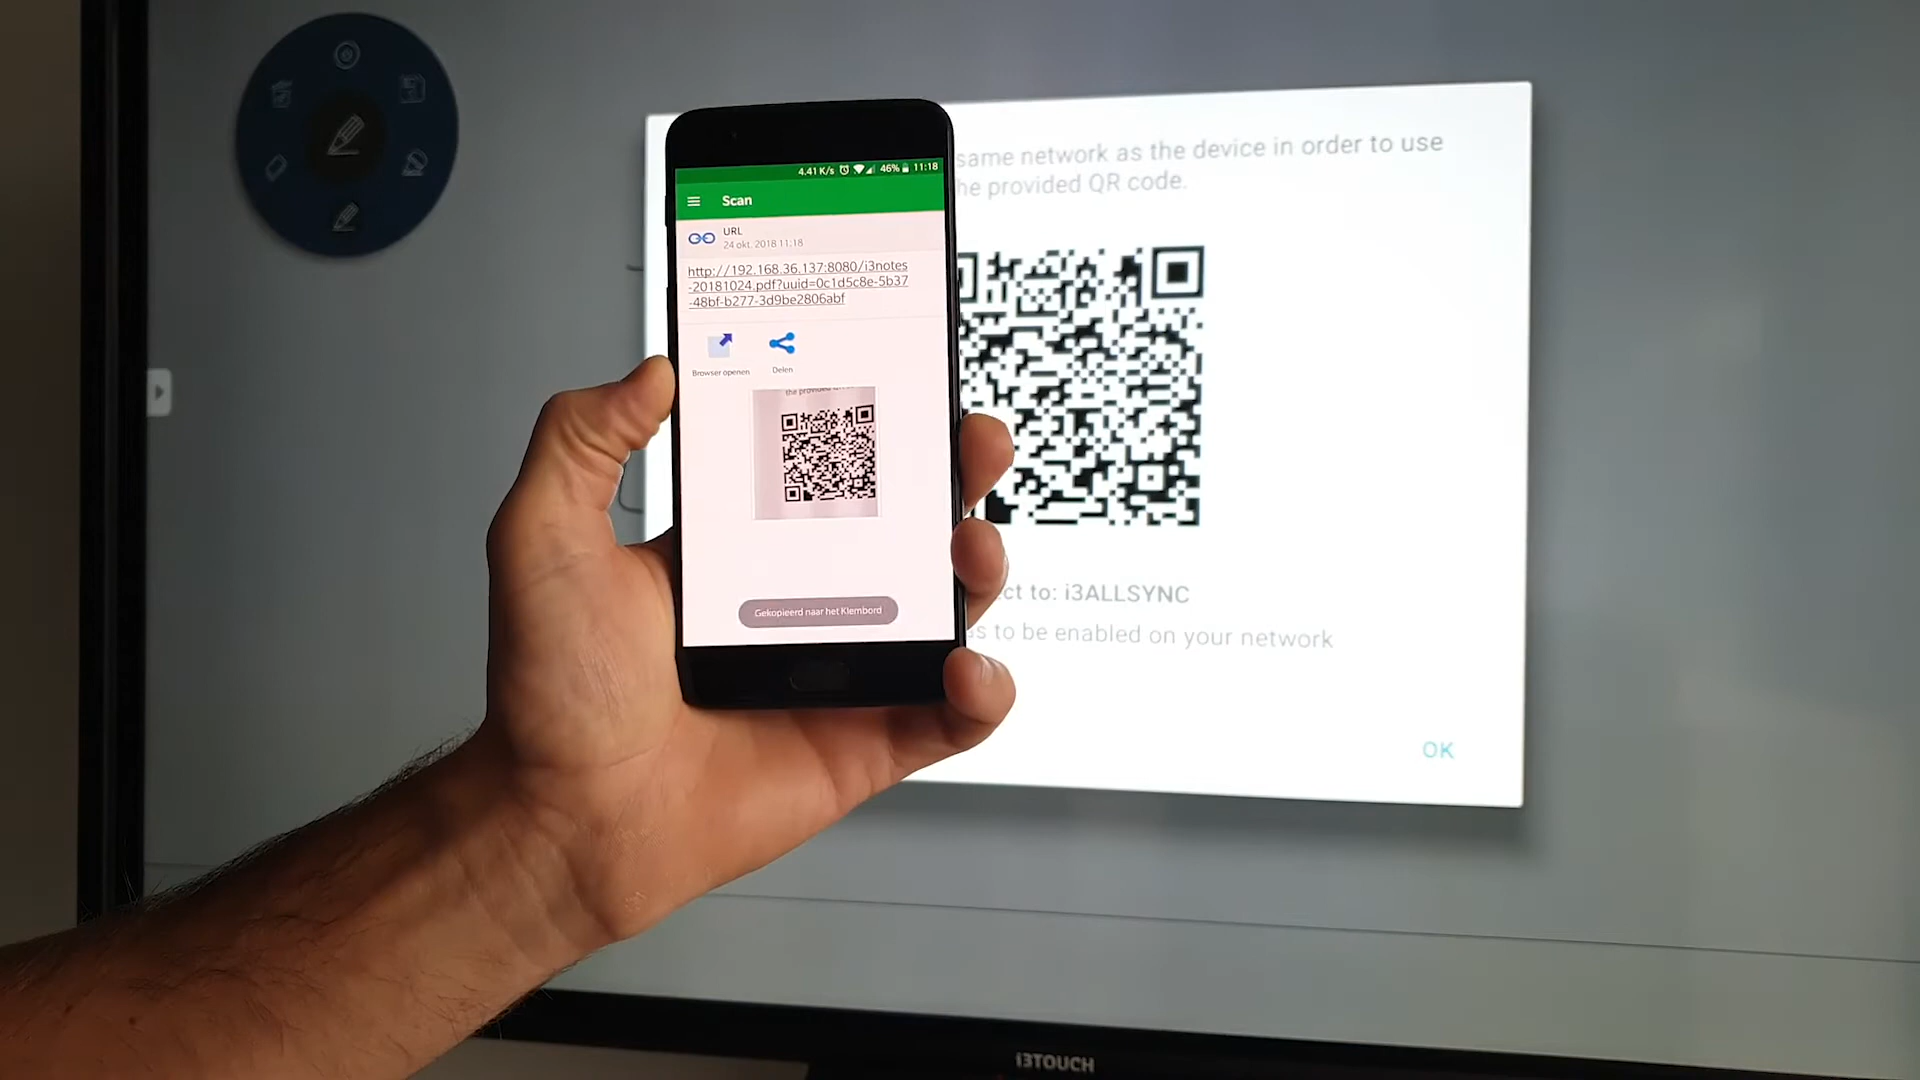 same network as the device in order to use
he provided QR code.
4.41 K/s 46% 11:18
Scan
URL
24 okt. 2018 11:18
http://192.168.36.137:8080/i3notes
-20181024.pdf?uuid=0c1d5c8e-5b37
-48bf-b277-3d9be2806abf
Browser openen
Delen
the provided
Gekopieerd naar het Klembord
ct to: i3ALLSYNC
ss to be enabled on your network
OK
i3TOUCH